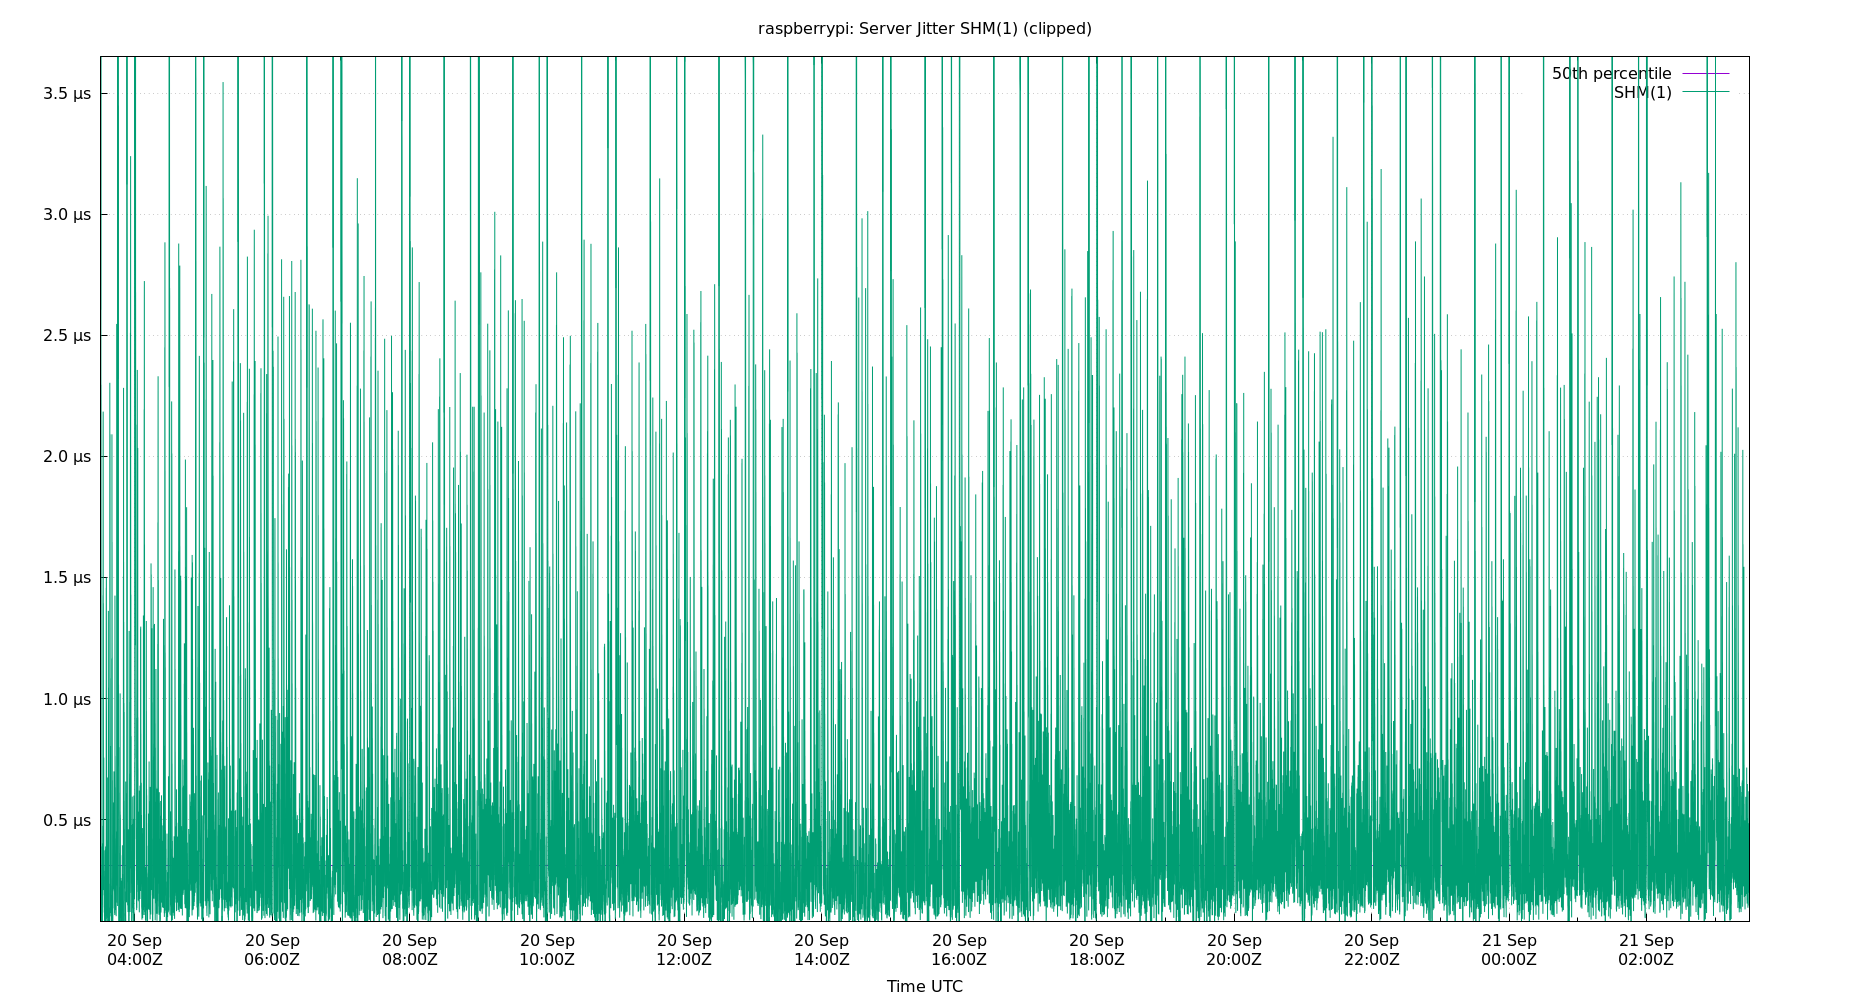 raspberrypi: Server Jitter SHM(1) (clipped)
50th percentile
SHM(1)
3.5 μs
3.0 μs
2.5 μs
2.0 μs
1.5 μs
1.0 μs
0.5 μs
20 Sep 20 Sep 20 Sep 20 Sep 20 Sep 20 Sep 20 Sep 20 Sep 20 Sep 20 Sep 21 Sep 21 Sep
04:00Z 06:00Z 08:00Z 10:00Z 12:00Z 14:00Z 16:00Z 18:00Z 20:00Z 22:00Z 00:00Z 02:00Z
Time UTC